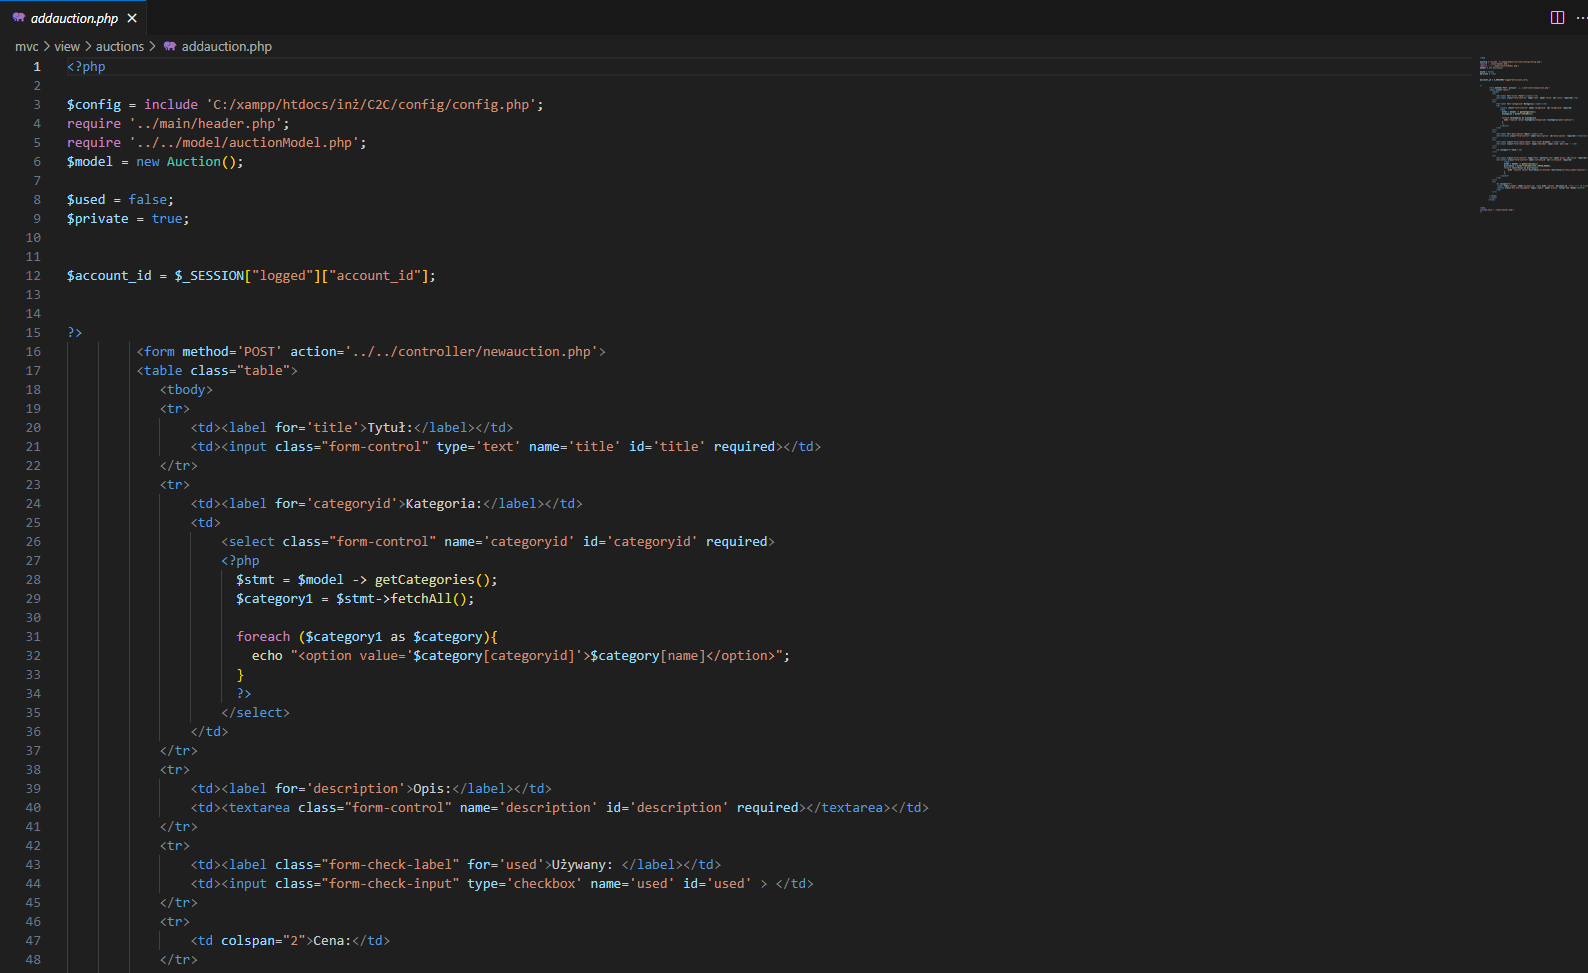 addauction.php
mvc > view > auctions > addauction.php
1 <?php
2
3 $config = include 'C:/xampp/htdocs/inż/C2C/config/config.php';
4 require '../main/header.php';
5 require '../../model/auctionModel.php';
6 $model = new Auction();
7
8 $used = false;
9 $private = true;
10
11
12 $account_id = $_SESSION["logged"]["account_id"];
13
14
15 ?>
16 <form method='POST' action='../../controller/newauction.php'>
17 <table class="table">
18 <tbody>
19 <tr>
20 <td><label for='title'>Tytuł:</label></td>
21 <td><input class="form-control" type='text' name='title' id='title' required></td>
22 </tr>
23 <tr>
24 <td><label for='categoryid'>Kategoria:</label></td>
25 <td>
26 <select class="form-control" name='categoryid' id='categoryid' required>
27 <?php
28 $stmt = $model -> getCategories();
29 $category1 = $stmt->fetchAll();
30
31 foreach ($category1 as $category){
32 echo "<option value='$category[categoryid]'>$category[name]</option>";
33 }
34 ?>
35 </select>
36 </td>
37 </tr>
38 <tr>
39 <td><label for='description'>Opis:</label></td>
40 <td><textarea class="form-control" name='description' id='description' required></textarea></td>
41 </tr>
42 <tr>
43 <td><label class="form-check-label" for='used'>Używany: </label></td>
44 <td><input class="form-check-input" type='checkbox' name='used' id='used' > </td>
45 </tr>
46 <tr>
47 <td colspan="2">Cena:</td>
48 </tr>